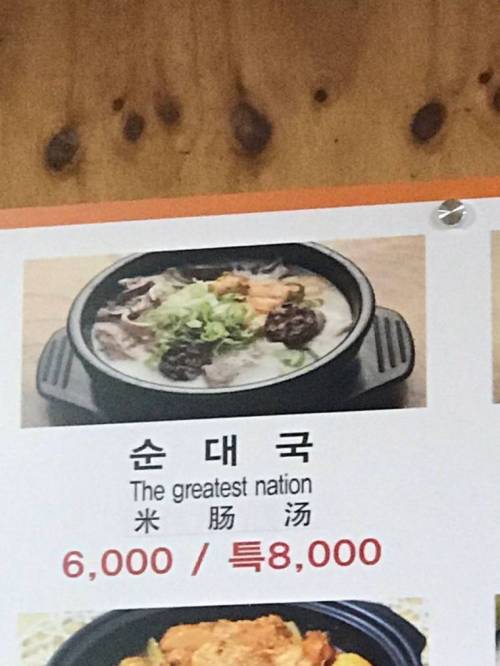 순 대 국
The greatest nation
米 肠 汤
6,000 / 특8,000